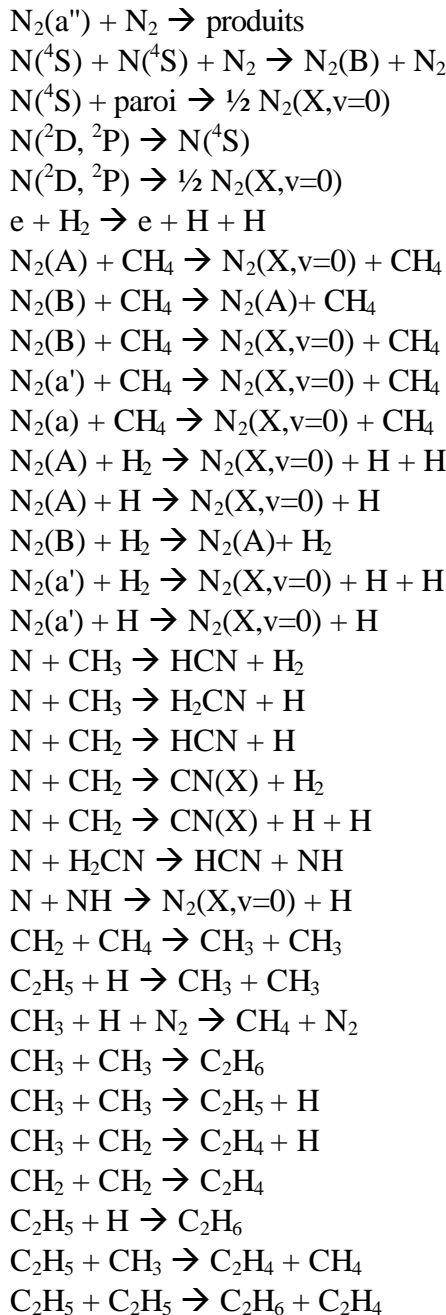 N₂(a") + N₂ → produits
N(⁴S) + N(⁴S) + N₂ → N₂(B) + N₂
N(⁴S) + paroi → ½ N₂(X,v=0)
N(²D, ²P) → N(⁴S)
N(²D, ²P) → ½ N₂(X,v=0)
e + H₂ → e + H + H
N₂(A) + CH₄ → N₂(X,v=0) + CH₄
N₂(B) + CH₄ → N₂(A)+ CH₄
N₂(B) + CH₄ → N₂(X,v=0) + CH₄
N₂(a') + CH₄ → N₂(X,v=0) + CH₄
N₂(a) + CH₄ → N₂(X,v=0) + CH₄
N₂(A) + H₂ → N₂(X,v=0) + H + H
N₂(A) + H → N₂(X,v=0) + H
N₂(B) + H₂ → N₂(A)+ H₂
N₂(a') + H₂ → N₂(X,v=0) + H + H
N₂(a') + H → N₂(X,v=0) + H
N + CH₃ → HCN + H₂
N + CH₃ → H₂CN + H
N + CH₂ → HCN + H
N + CH₂ → CN(X) + H₂
N + CH₂ → CN(X) + H + H
N + H₂CN → HCN + NH
N + NH → N₂(X,v=0) + H
CH₂ + CH₄ → CH₃ + CH₃
C₂H₅ + H → CH₃ + CH₃
CH₃ + H + N₂ → CH₄ + N₂
CH₃ + CH₃ → C₂H₆
CH₃ + CH₃ → C₂H₅ + H
CH₃ + CH₂ → C₂H₄ + H
CH₂ + CH₂ → C₂H₄
C₂H₅ + H → C₂H₆
C₂H₅ + CH₃ → C₂H₄ + CH₄
C₂H₅ + C₂H₅ → C₂H₆ + C₂H₄